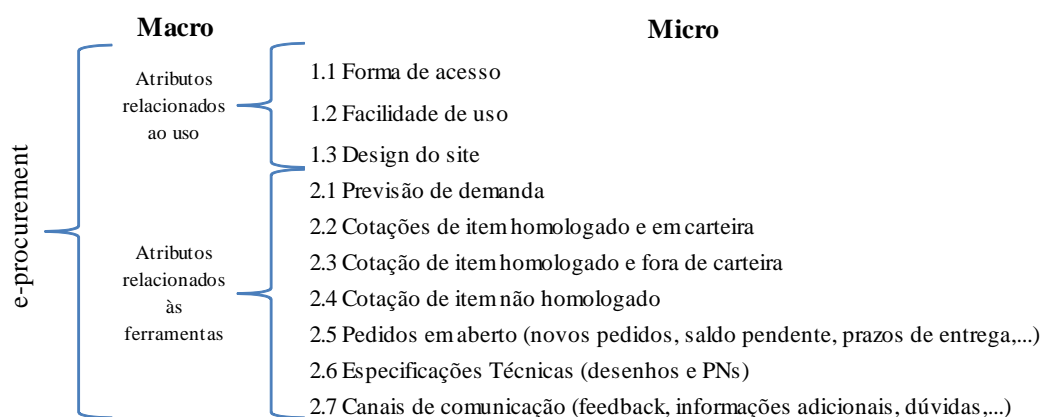 Macro
Micro
e-procurement
Atributos
relacionados
ao uso
1.1 Forma de acesso
1.2 Facilidade de uso
1.3 Design do site
Atributos
relacionados
às
ferramentas
2.1 Previsão de demanda
2.2 Cotações de item homologado e em carteira
2.3 Cotação de item homologado e fora de carteira
2.4 Cotação de item não homologado
2.5 Pedidos em aberto (novos pedidos, saldo pendente, prazos de entrega,...)
2.6 Especificações Técnicas (desenhos e PNs)
2.7 Canais de comunicação (feedback, informações adicionais, dúvidas,...)